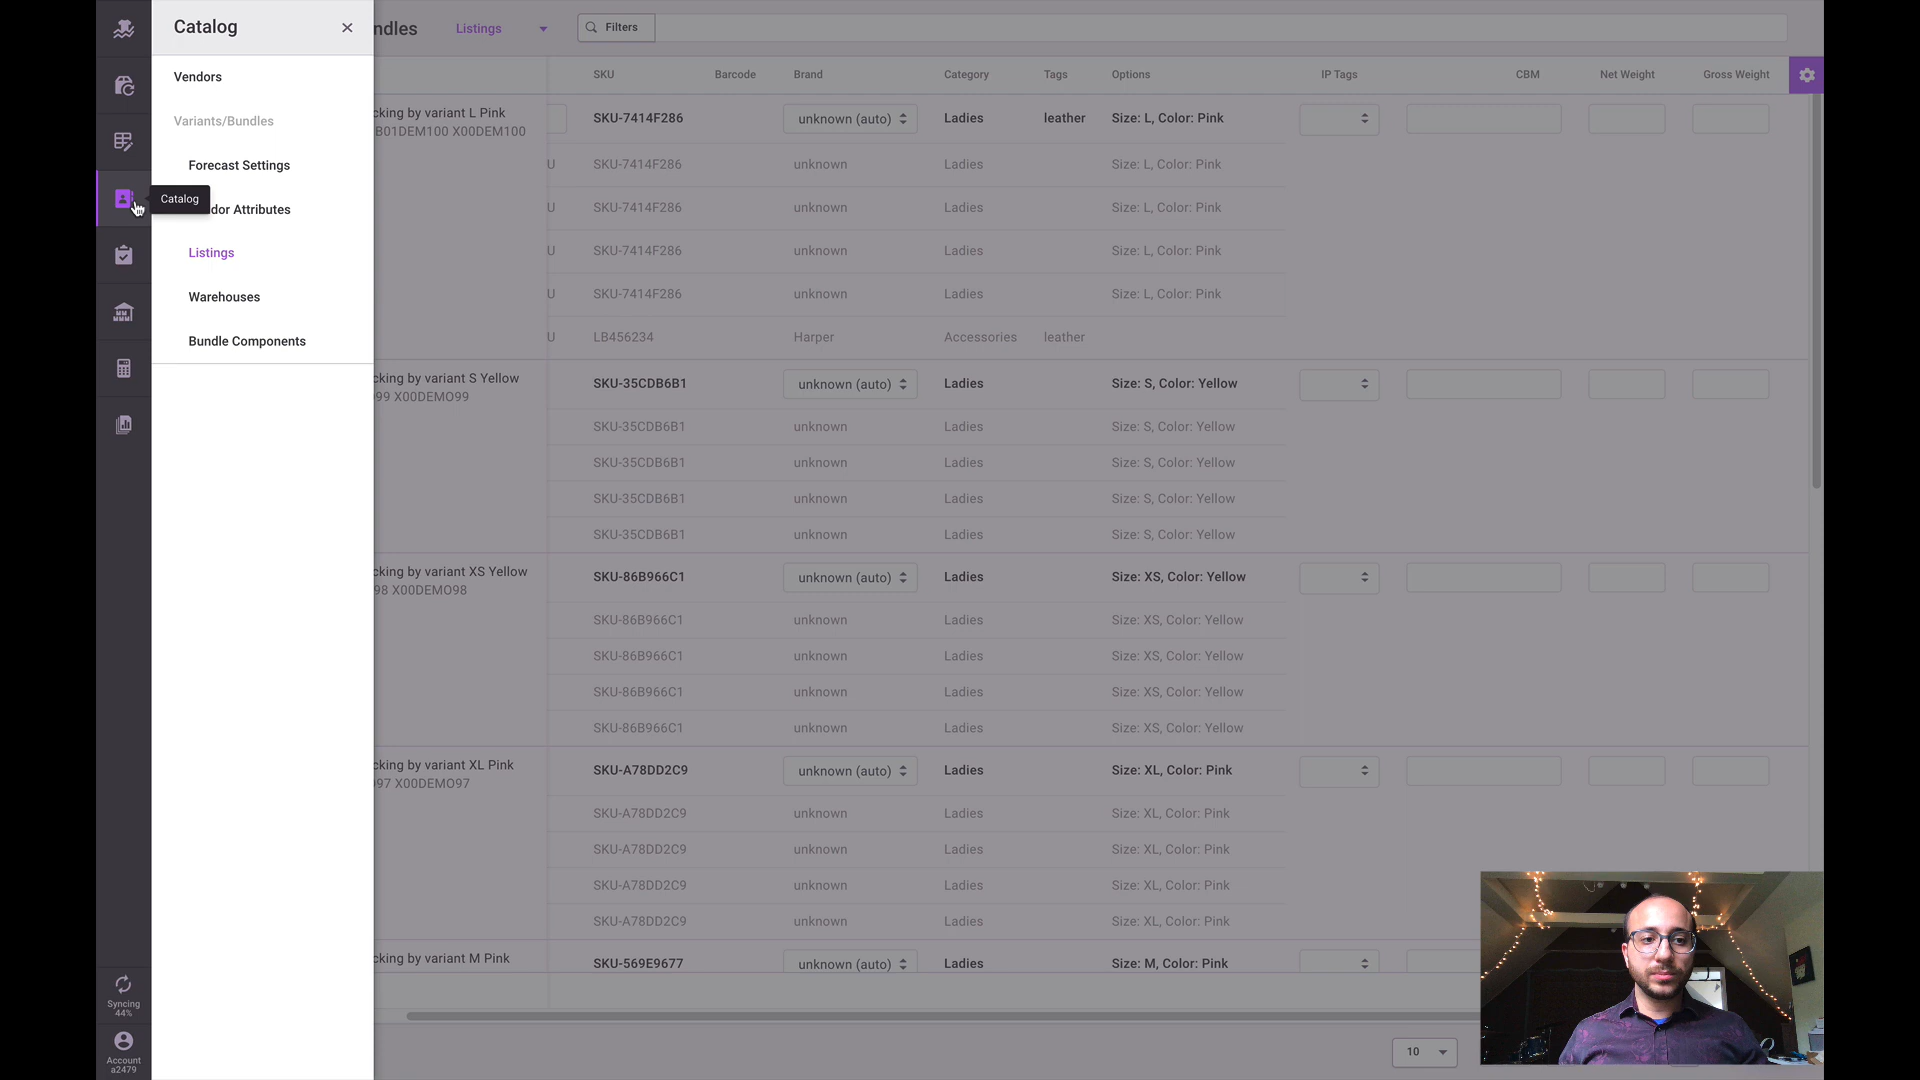 Catalog
Vendors
Variants/Bundles
Forecast Settings
dor Attributes
Listings
Warehouses
Bundle Components
Catalog
Syncing
44%
Account
a2479
ndles
Listings
Filters
SKU Barcode Brand Category Tags Options IP Tags CBM Net Weight Gross Weight
cking by variant L Pink
B01DEM100 X00DEM100
SKU-7414F286 unknown (auto) Ladies leather Size: L, Color: Pink
U SKU-7414F286 unknown Ladies Size: L, Color: Pink
U SKU-7414F286 unknown Ladies Size: L, Color: Pink
U SKU-7414F286 unknown Ladies Size: L, Color: Pink
U SKU-7414F286 unknown Ladies Size: L, Color: Pink
U LB456234 Harper Accessories leather
cking by variant S Yellow
99 X00DEMO99
SKU-35CDB6B1 unknown (auto) Ladies Size: S, Color: Yellow
SKU-35CDB6B1 unknown Ladies Size: S, Color: Yellow
SKU-35CDB6B1 unknown Ladies Size: S, Color: Yellow
SKU-35CDB6B1 unknown Ladies Size: S, Color: Yellow
SKU-35CDB6B1 unknown Ladies Size: S, Color: Yellow
cking by variant XS Yellow
98 X00DEMO98
SKU-86B966C1 unknown (auto) Ladies Size: XS, Color: Yellow
SKU-86B966C1 unknown Ladies Size: XS, Color: Yellow
SKU-86B966C1 unknown Ladies Size: XS, Color: Yellow
SKU-86B966C1 unknown Ladies Size: XS, Color: Yellow
SKU-86B966C1 unknown Ladies Size: XS, Color: Yellow
cking by variant XL Pink
097 X00DEMO97
SKU-A78DD2C9 unknown (auto) Ladies Size: XL, Color: Pink
SKU-A78DD2C9 unknown Ladies Size: XL, Color: Pink
SKU-A78DD2C9 unknown Ladies Size: XL, Color: Pink
SKU-A78DD2C9 unknown Ladies Size: XL, Color: Pink
SKU-A78DD2C9 unknown Ladies Size: XL, Color: Pink
cking by variant M Pink
SKU-569E9677 unknown (auto) Ladies Size: M, Color: Pink
10